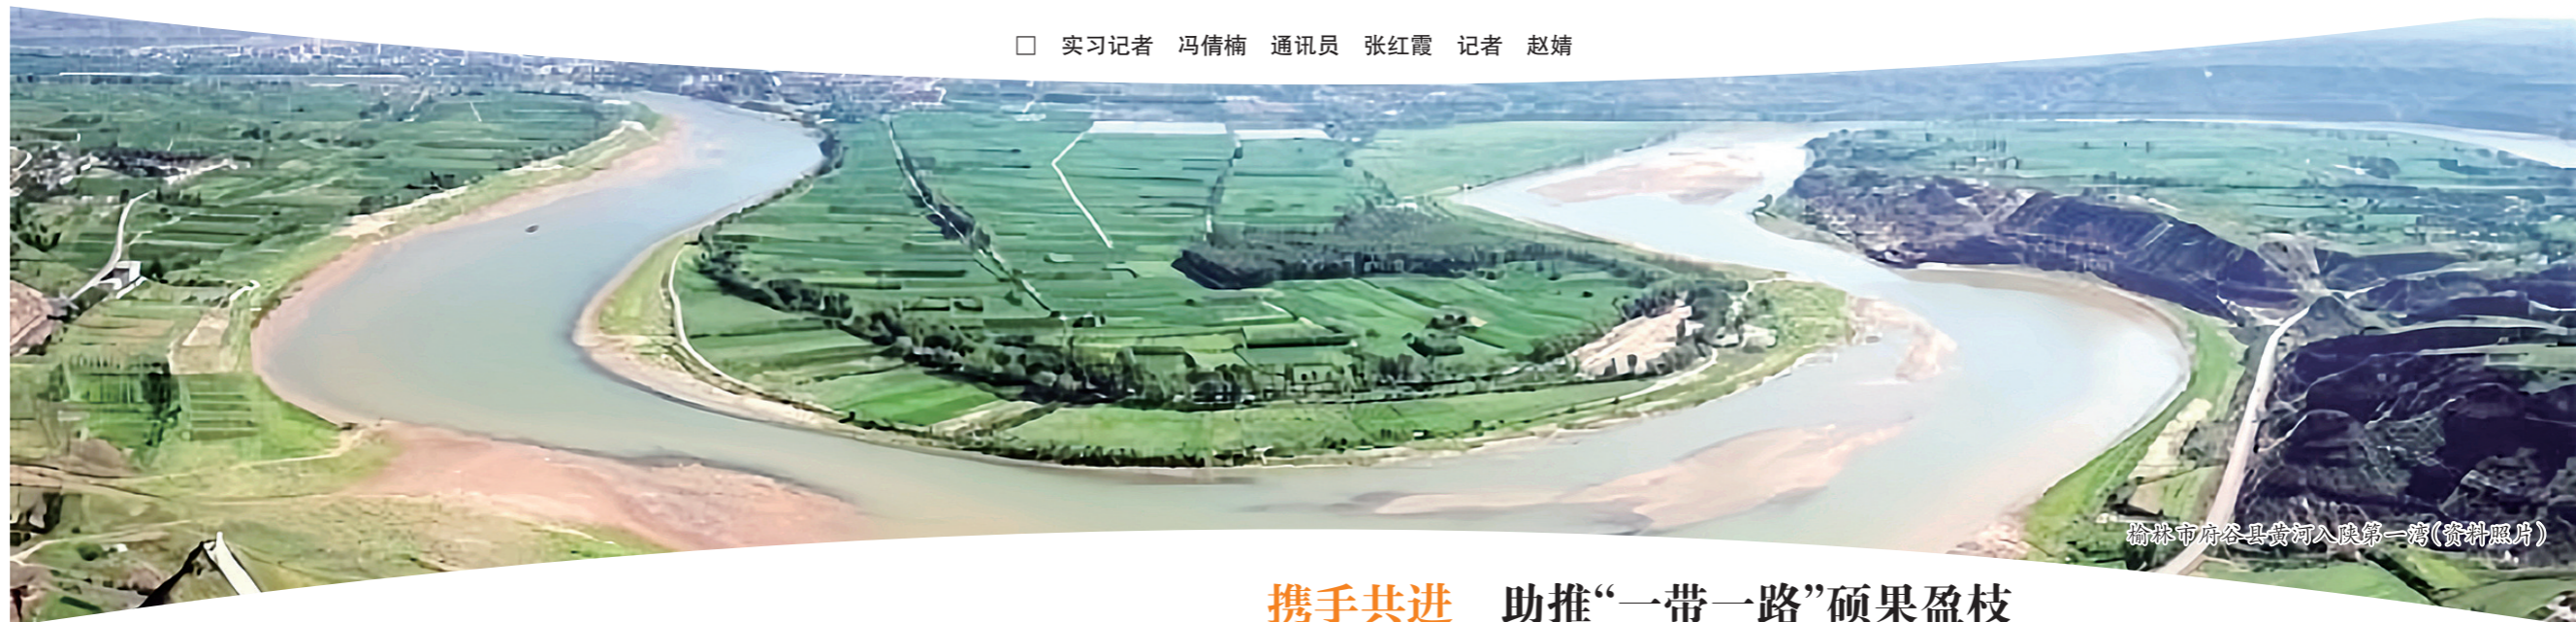 □ 实习记者 冯倩楠 通讯员 张红霞 记者 赵婧
榆林市府谷县黄河入陕第一湾(资料照片)
携手共进 助推“一带一路”硕果盈枝